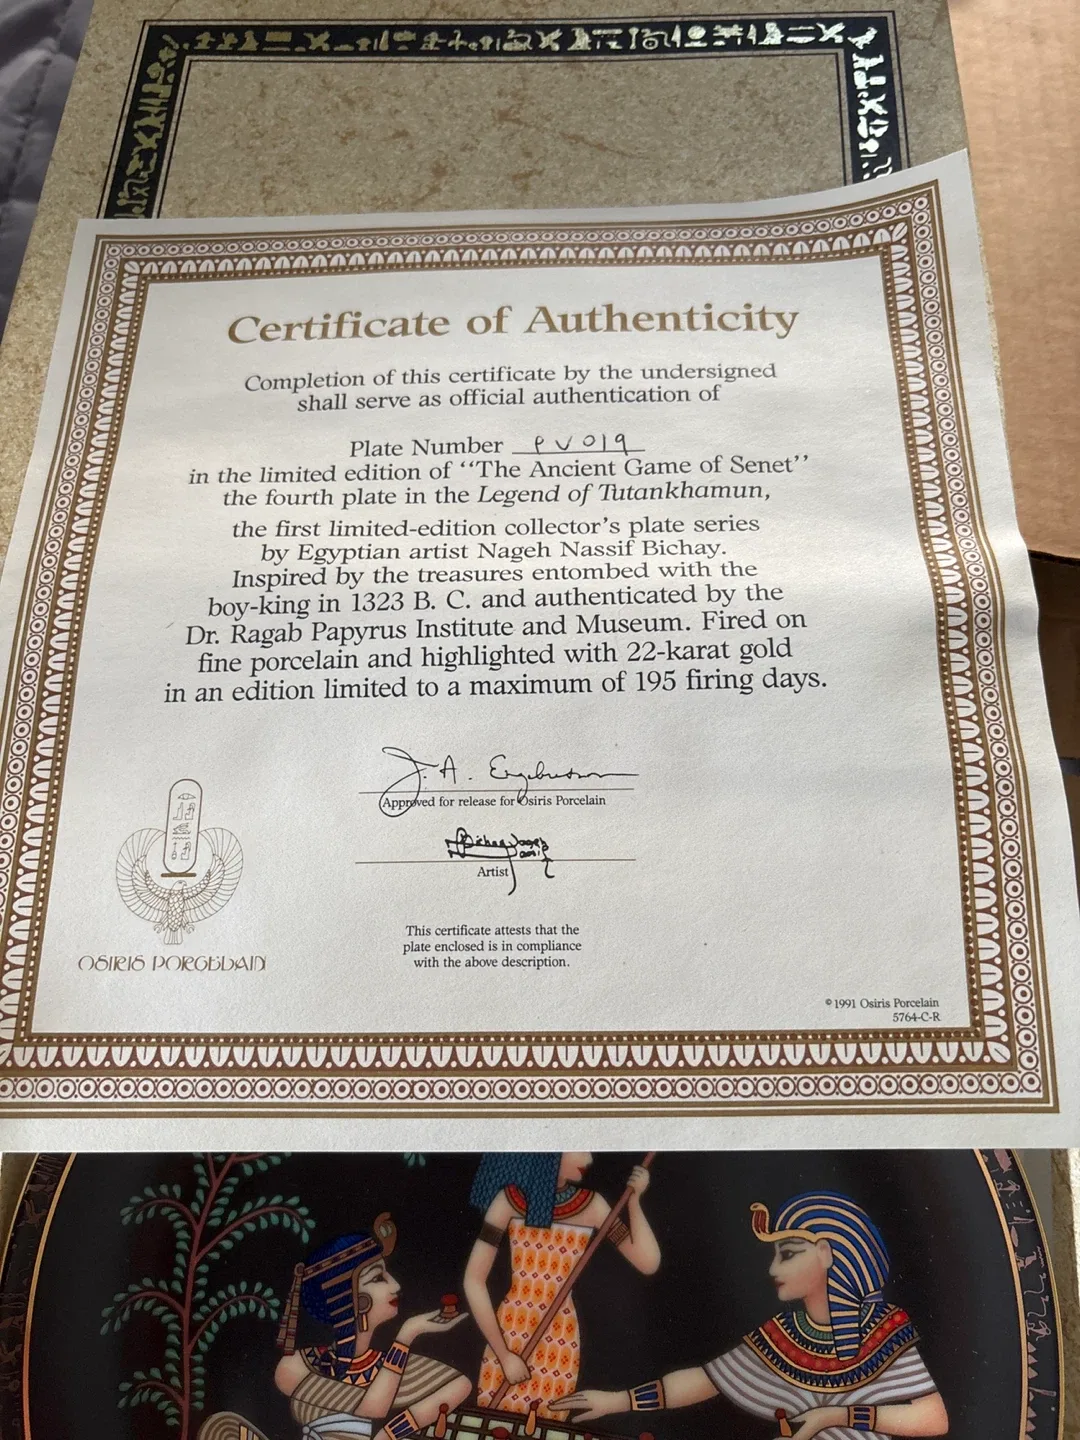 Certificate of Authenticity
Completion of this certificate by the undersigned
shall serve as official authentication of
Plate Number PV019
in the limited edition of “The Ancient Game of Senet”
the fourth plate in the Legend of Tutankhamun,
the first limited-edition collector’s plate series
by Egyptian artist Nageh Nassif Bichay.
Inspired by the treasures entombed with the
boy-king in 1323 B. C. and authenticated by the
Dr. Ragab Papyrus Institute and Museum. Fired on
fine porcelain and highlighted with 22-karat gold
in an edition limited to a maximum of 195 firing days.
J. A.
Approved for release for Osiris Porcelain
Artist
This certificate attests that the
plate enclosed is in compliance
with the above description.
OSIRIS PORCELAIN
© 1991 Osiris Porcelain
5764-C-R